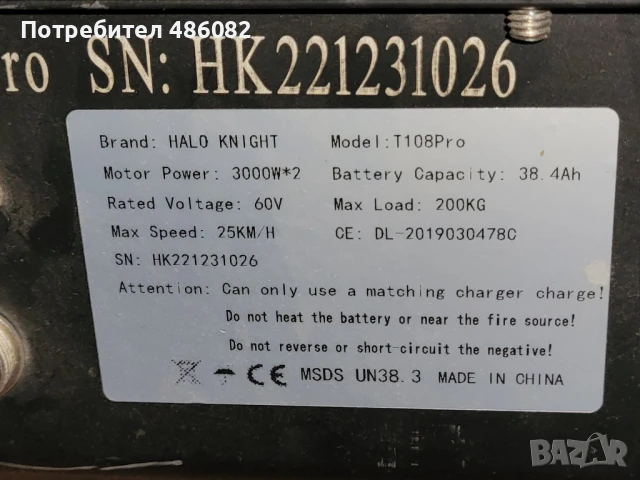 Потребител 486082
ro SN: HK221231026
Brand: HALO KNIGHT Model:T108Pro
Motor Power: 3000W*2 Battery Capacity: 38.4Ah
Rated Voltage: 60V Max Load: 200KG
Max Speed: 25KM/H CE: DL-2019030478C
SN: HK221231026
Attention: Can only use a matching charger charge!
Do not heat the battery or near the fire source!
Do not reverse or short-circuit the negative!
CE MSDS UN38.3 MADE IN CHINA
BAZAR